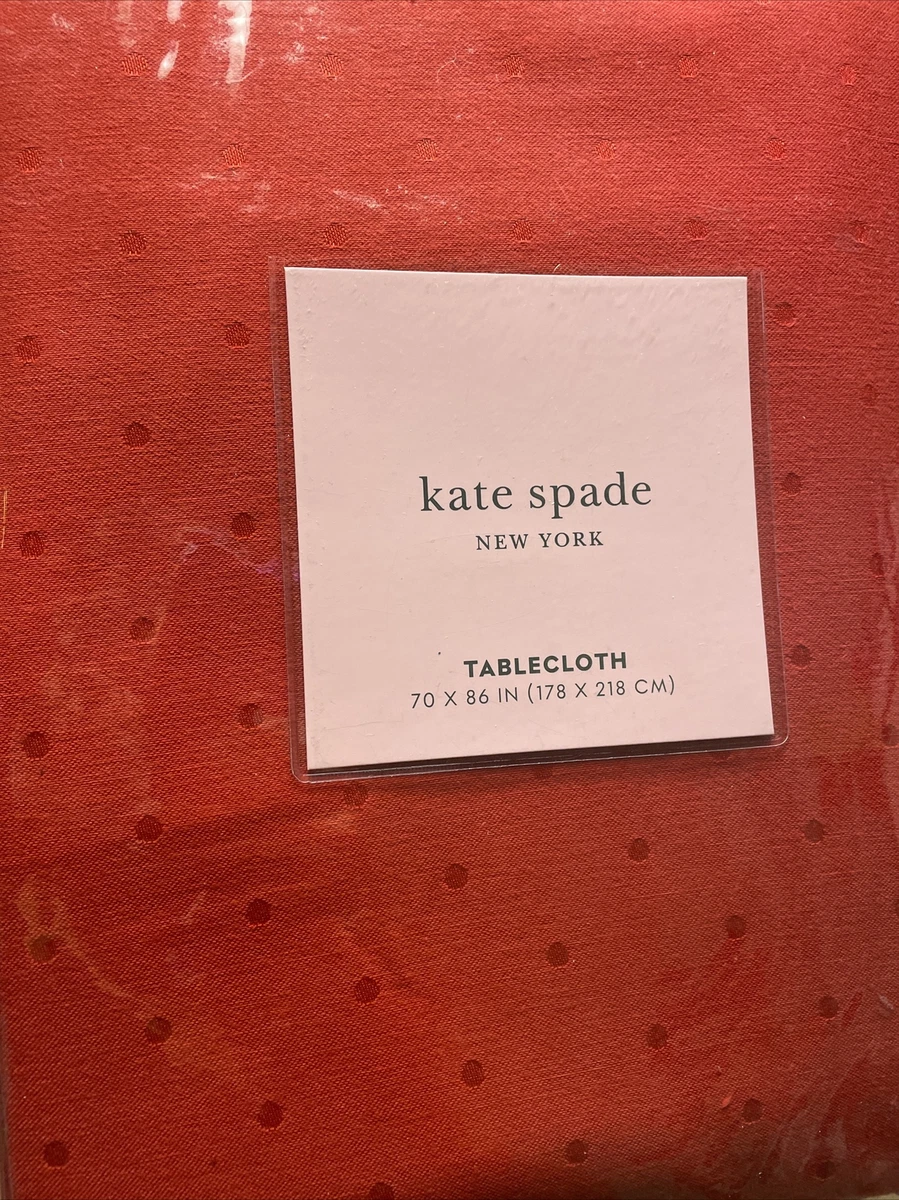 kate spade
NEW YORK
TABLECLOTH
70 X 86 IN (178 X 218 CM)